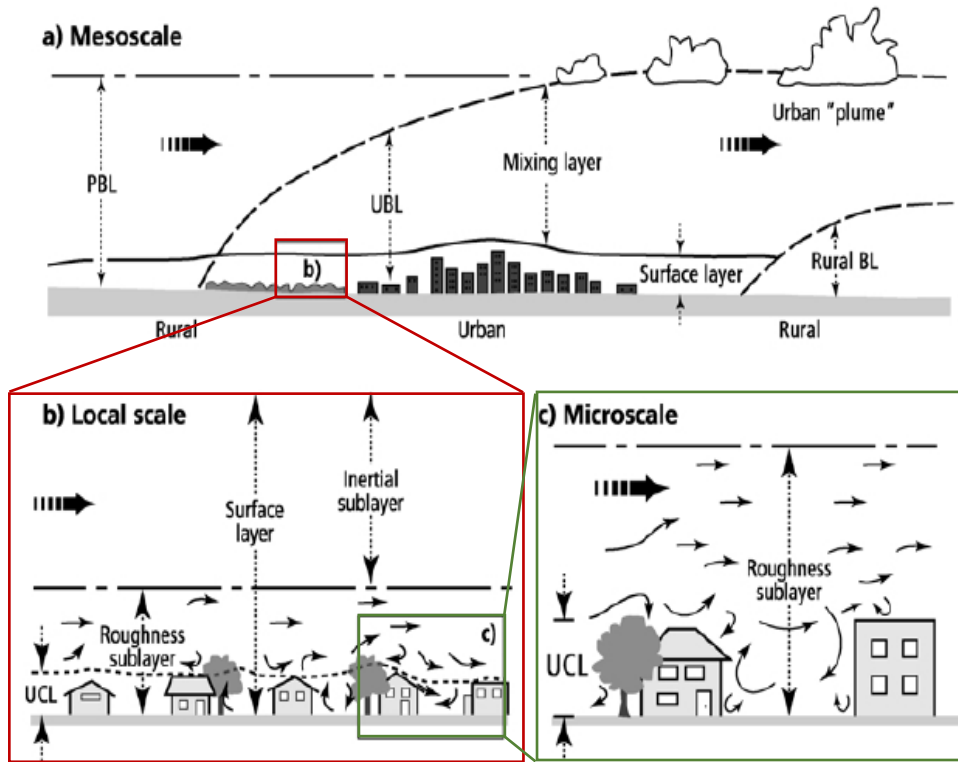 a) Mesoscale
Urban "plume"
PBL
UBL
Mixing layer
b)
Surface layer
Rural BL
Rural
Urban
Rural
b) Local scale
Inertial
sublayer
Surface
layer
Roughness
sublayer
c)
UCL
c) Microscale
Roughness
sublayer
UCL